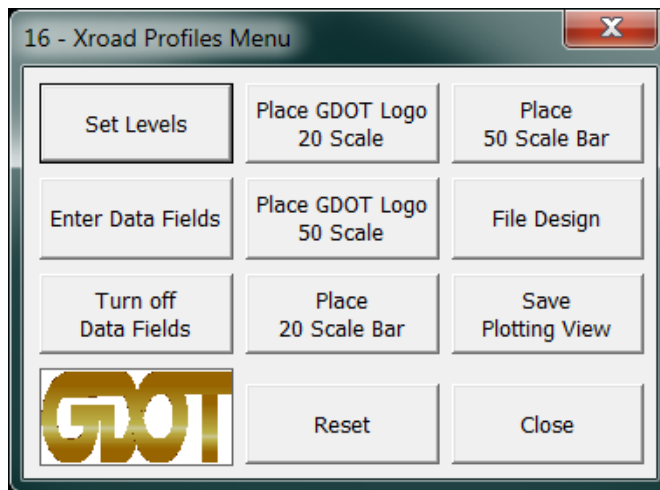 16 - Xroad Profiles Menu
Set Levels
Place GDOT Logo
20 Scale
Place
50 Scale Bar
Enter Data Fields
Place GDOT Logo
50 Scale
File Design
Turn off
Data Fields
Place
20 Scale Bar
Save
Plotting View
GDOT
Reset
Close